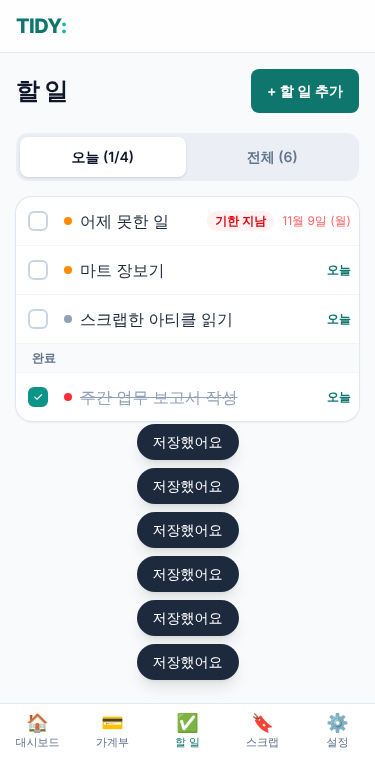 TIDY:
할 일
+ 할 일 추가
오늘 (1/4)
전체 (6)
어제 못한 일 기한 지남 11월 9일 (월)
마트 장보기 오늘
스크랩한 아티클 읽기 오늘
완료
주간 업무 보고서 작성 오늘
저장했어요
저장했어요
저장했어요
저장했어요
저장했어요
저장했어요
대시보드 가계부 할 일 스크랩 설정